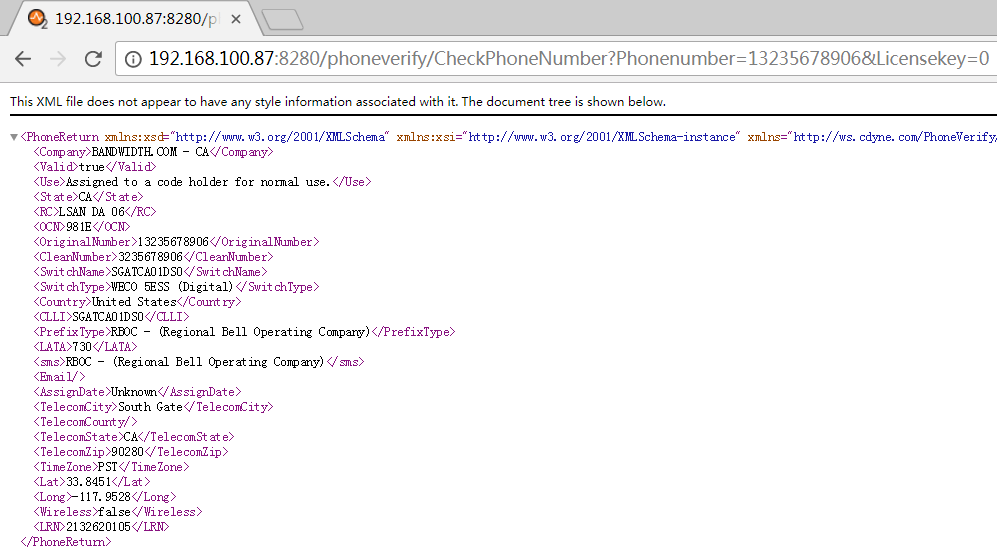 192.168.100.87:8280/pl
192.168.100.87:8280/phoneverify/CheckPhoneNumber?Phonenumber=13235678906&Licensekey=0
This XML file does not appear to have any style information associated with it. The document tree is shown below.
<PhoneReturn xmlns:xsd="http://www.w3.org/2001/XMLSchema" xmlns:xsi="http://www.w3.org/2001/XMLSchema-instance" xmlns="http://ws.cdyne.com/PhoneVerify/
<Company>BANDWIDTH.COM - CA</Company>
<Valid>true</Valid>
<Use>Assigned to a code holder for normal use.</Use>
<State>CA</State>
<RC>LSAN DA 06</RC>
<OCN>981E</OCN>
<OriginalNumber>13235678906</OriginalNumber>
<CleanNumber>3235678906</CleanNumber>
<SwitchName>SGATCA01DS0</SwitchName>
<SwitchType>WECO 5ESS (Digital)</SwitchType>
<Country>United States</Country>
<CLLI>SGATCA01DS0</CLLI>
<PrefixType>RBOC - (Regional Bell Operating Company)</PrefixType>
<LATA>730</LATA>
<sms>RBOC - (Regional Bell Operating Company)</sms>
<Email/>
<AssignDate>Unknown</AssignDate>
<TelecomCity>South Gate</TelecomCity>
<TelecomCounty/>
<TelecomState>CA</TelecomState>
<TelecomZip>90280</TelecomZip>
<TimeZone>PST</TimeZone>
<Lat>33.8451</Lat>
<Long>-117.9528</Long>
<Wireless>false</Wireless>
<LRN>2132620105</LRN>
</PhoneReturn>